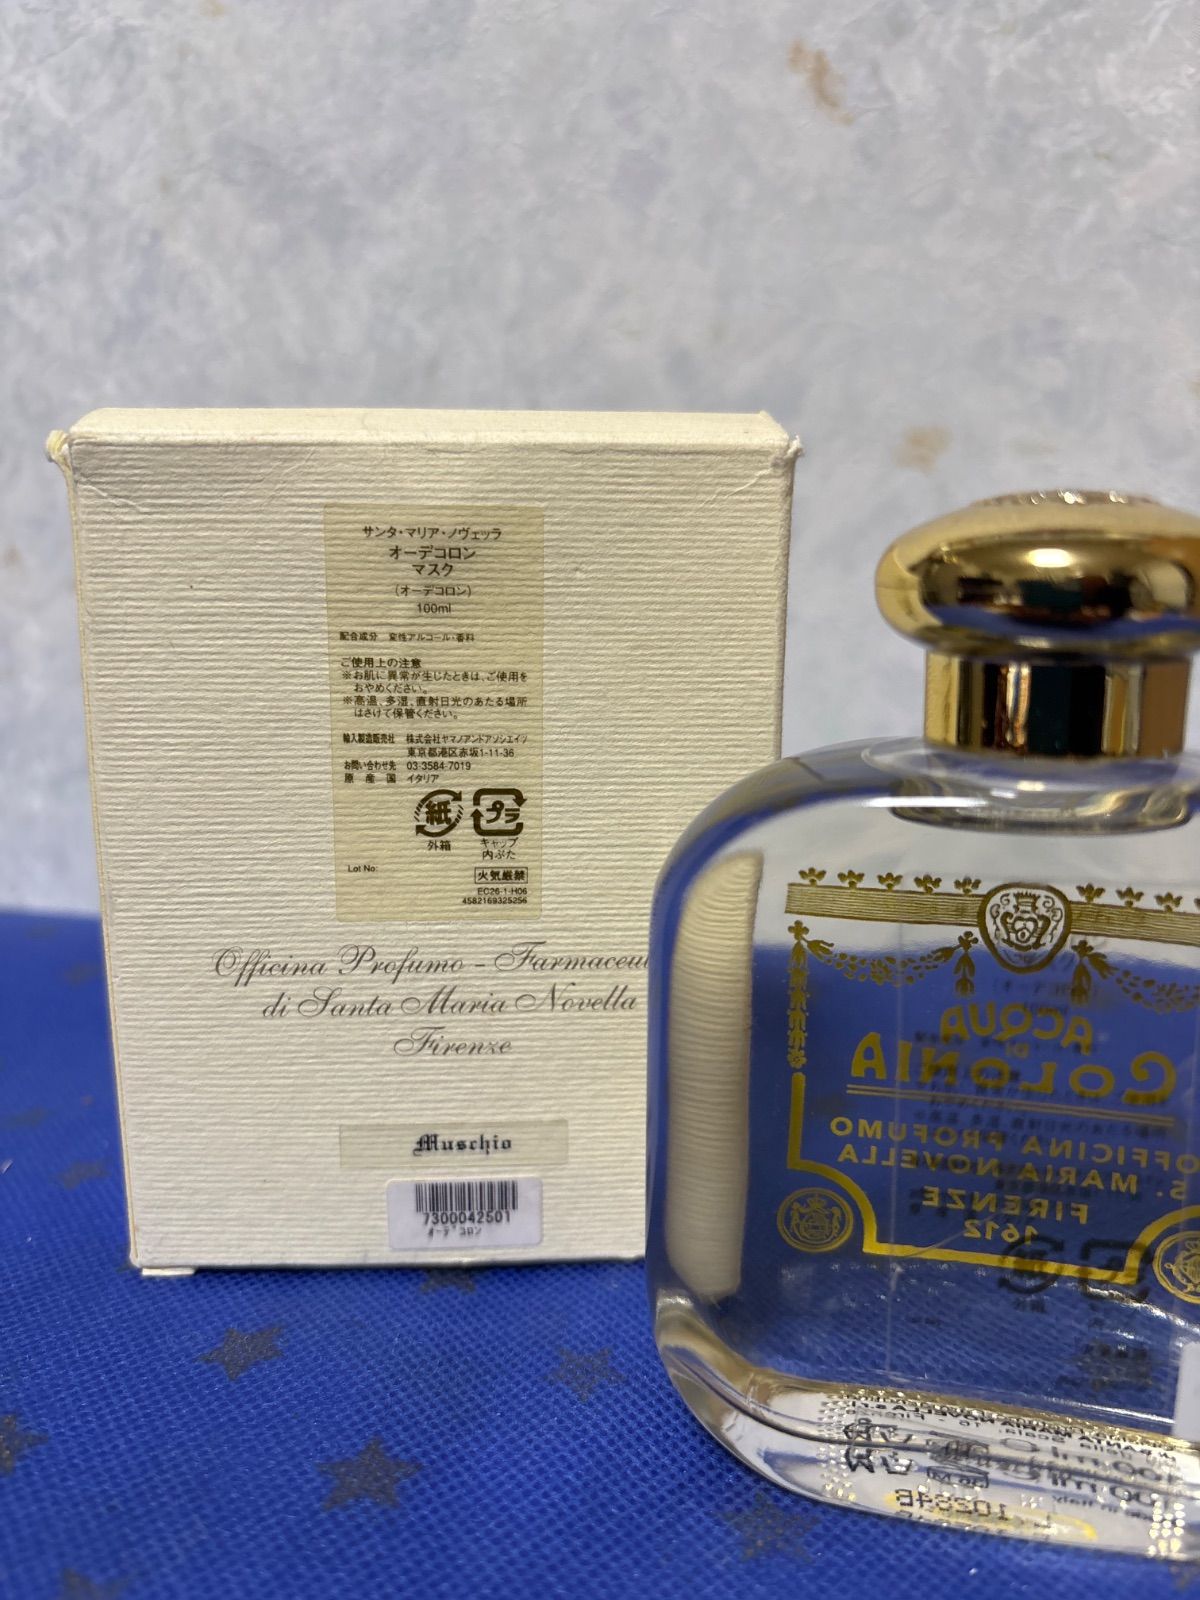 サンタ・マリア・ノヴェッラ
オーデコロン
マスク
(オーデコロン)
100ml
配合成分 変性アルコール・香料
ご使用上の注意
※お肌に異常が生じたときは、ご使用を
おやめください。
※高温、多湿、直射日光のあたる場所
はさけて保管ください。
輸入製造販売社 株式会社ヤマノアンドアソシエイツ
東京都港区赤坂1-11-36
お問い合わせ先 03-3584-7019
原産国 イタリア
紙 プラ
外箱 キャップ
内ぶた
Lot No:
火気厳禁
EC26-1-H06
4582169325256
Officina Profumo - Farmaceu
di Santa Maria Novella
Firenze
Muschio
7300042501
オーデコロン
ACQUA
DI
COLONIA
OFFICINA PROFUMO
S. MARIA NOVELLA
FIRENZE
1612